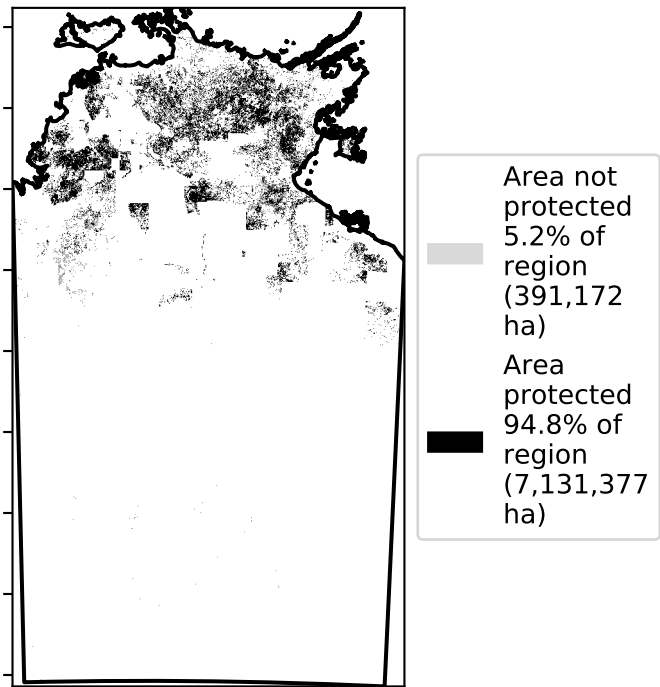 Area not
protected
5.2% of
region
(391,172
ha)
Area
protected
94.8% of
region
(7,131,377
ha)